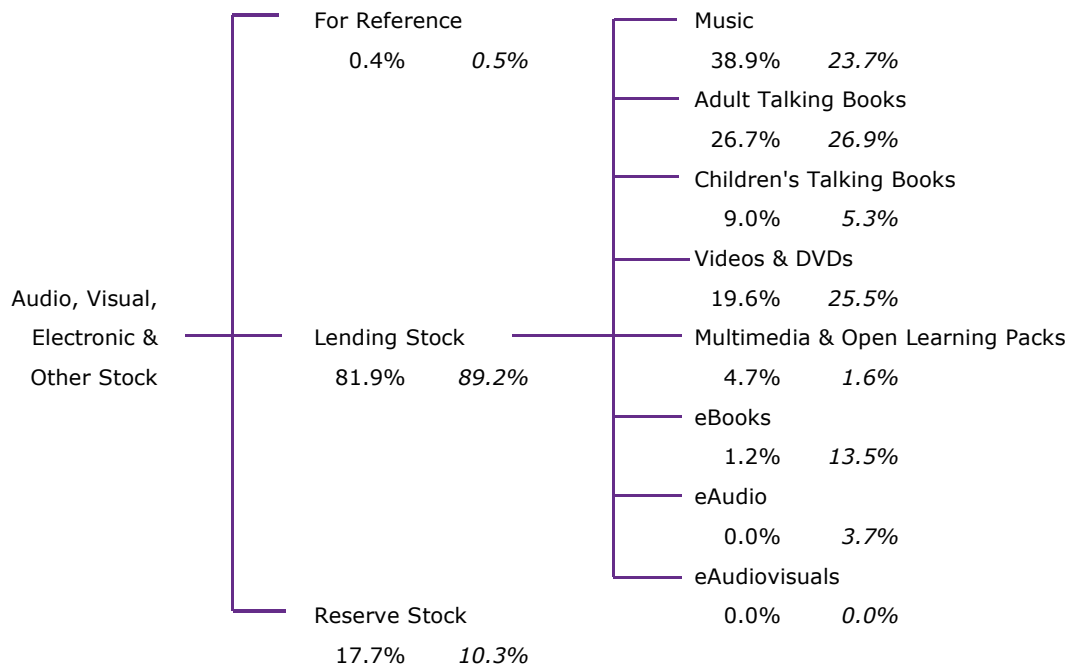 For Reference
0.4% 0.5%
Audio, Visual,
Electronic &
Other Stock
Lending Stock
81.9% 89.2%
Reserve Stock
17.7% 10.3%
Music
38.9% 23.7%
Adult Talking Books
26.7% 26.9%
Children's Talking Books
9.0% 5.3%
Videos & DVDs
19.6% 25.5%
Multimedia & Open Learning Packs
4.7% 1.6%
eBooks
1.2% 13.5%
eAudio
0.0% 3.7%
eAudiovisuals
0.0% 0.0%